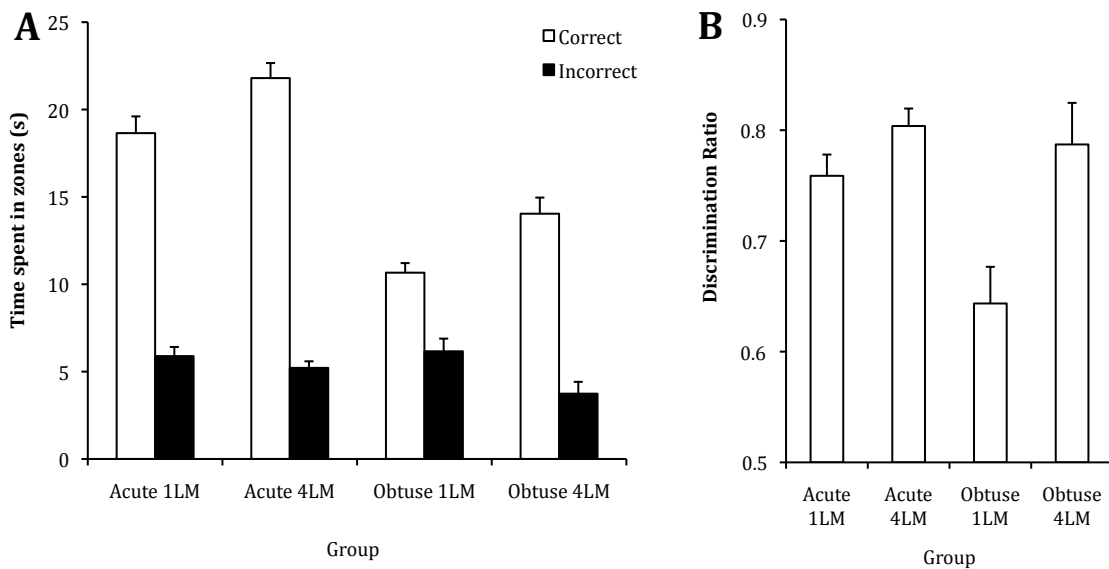 A
25
20
15
10
5
0
Time spent in zones (s)
Correct
Incorrect
Acute 1LM
Acute 4LM
Obtuse 1LM
Obtuse 4LM
Group
B
0.9
0.8
0.7
0.6
0.5
Discrimination Ratio
Acute
1LM
Acute
4LM
Obtuse
1LM
Obtuse
4LM
Group